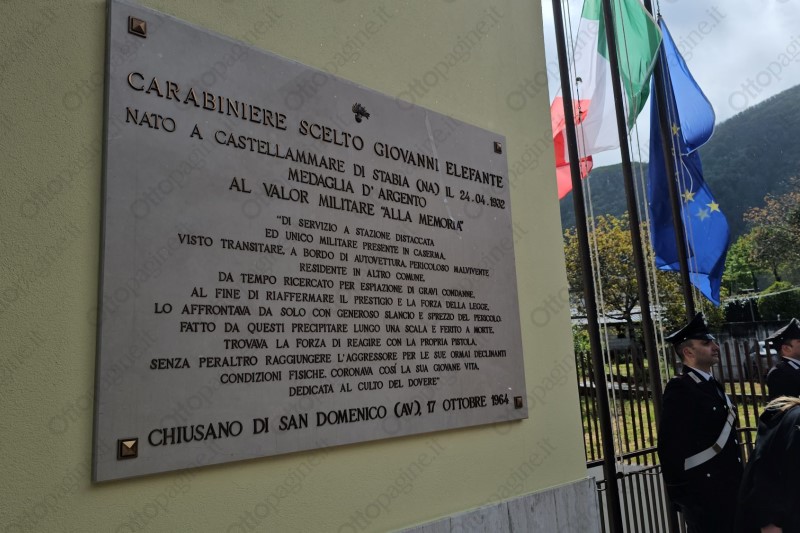 CARABINIERE SCELTO GIOVANNI ELEFANTE
NATO A CASTELLAMMARE DI STABIA (NA) IL 24.04.1932
MEDAGLIA D'ARGENTO
AL VALOR MILITARE "ALLA MEMORIA"
"DI SERVIZIO A STAZIONE DISTACCATA
ED UNICO MILITARE PRESENTE IN CASERMA,
VISTO TRANSITARE, A BORDO DI AUTOVETTURA, PERICOLOSO MALVIVENTE
RESIDENTE IN ALTRO COMUNE,
DA TEMPO RICERCATO PER ESPIAZIONE DI GRAVI CONDANNE,
AL FINE DI RIAFFERMARE IL PRESTIGIO E LA FORZA DELLA LEGGE,
LO AFFRONTAVA DA SOLO CON GENEROSO SLANCIO E SPREZZO DEL PERICOLO.
FATTO DA QUESTI PRECIPITARE LUNGO UNA SCALA E FERITO A MORTE,
TROVAVA LA FORZA DI REAGIRE CON LA PROPRIA PISTOLA,
SENZA PERALTRO RAGGIUNGERE L'AGGRESSORE PER LE SUE ORMAI DECLINANTI
CONDIZIONI FISICHE. CORONAVA COSÌ LA SUA GIOVANE VITA,
DEDICATA AL CULTO DEL DOVERE"
CHIUSANO DI SAN DOMENICO (AV), 17 OTTOBRE 1964
Ottopagine.it